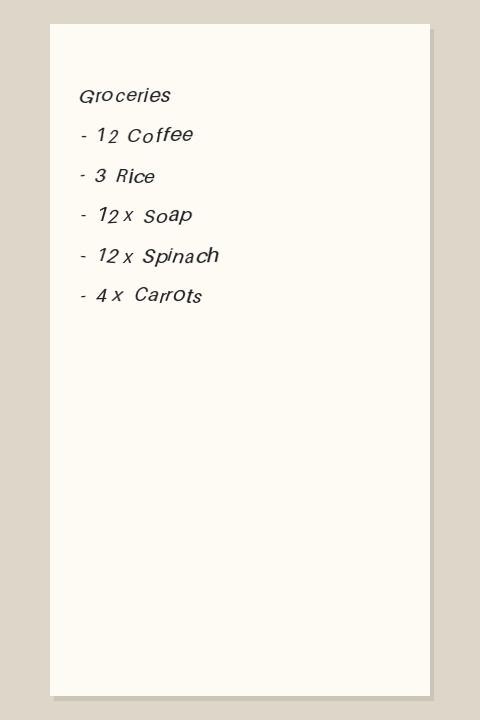 Groceries
- 12 Coffee
- 3 Rice
- 12 x Soap
- 12 x Spinach
- 4 x Carrots